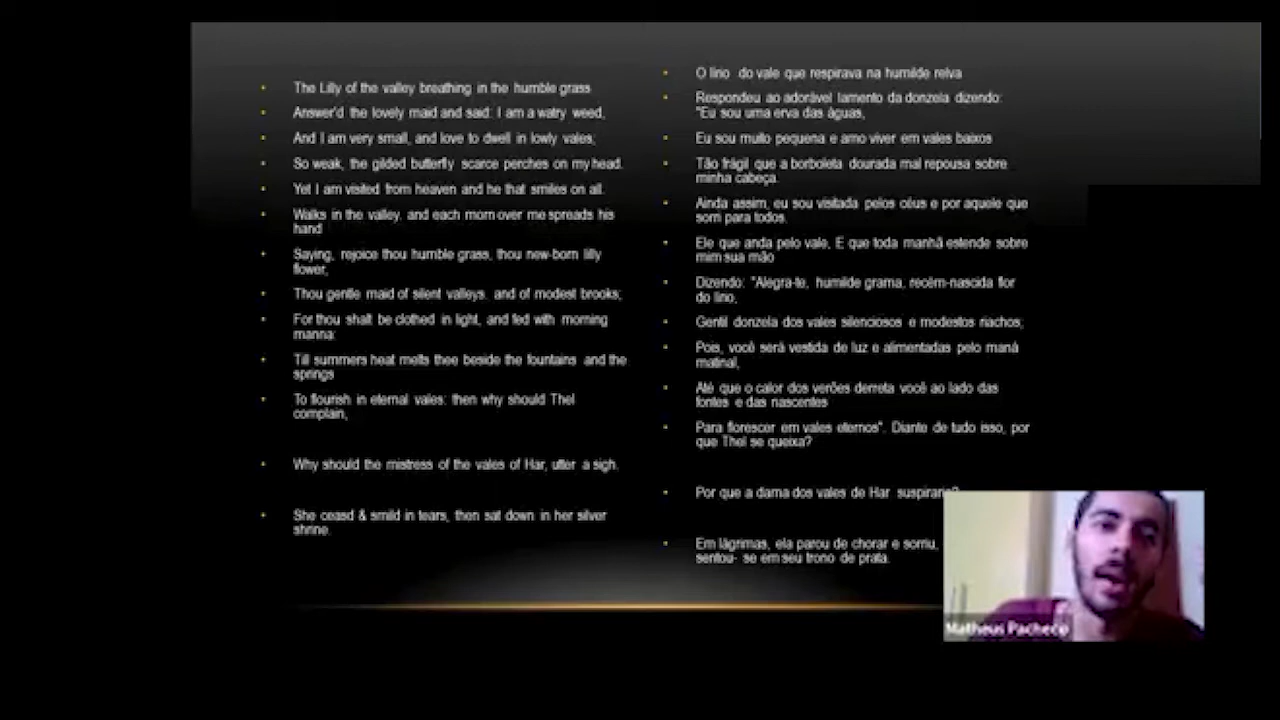 The Lilly of the valley breathing in the humble grass
Answer'd the lovely maid and said: I am a watry weed,
And I am very small, and love to dwell in lowly vales;
So weak, the gilded butterfly scarce perches on my head.
Yet I am visited from heaven and he that smiles on all.
Walks in the valley, and each morn over me spreads his
hand
Saying, rejoice thou humble grass, thou new-born lilly
flower,
Thou gentle maid of silent valleys. and of modest brooks;
For thou shalt be clothed in light, and fed with morning
manna:
Till summers heat melts thee beside the fountains and the
springs
To flourish in eternal vales: then why should Thel
complain,
Why should the mistress of the vales of Har, utter a sigh.
She ceasd & smild in tears, then sat down in her silver
shrine.
O lírio do vale que respirava na humilde relva
Respondeu ao adorável lamento da donzela dizendo:
"Eu sou uma erva das águas,
Eu sou muito pequena e amo viver em vales baixos
Tão frágil que a borboleta dourada mal repousa sobre
minha cabeça.
Ainda assim, eu sou visitada pelos céus e por aquele que
sorri para todos.
Ele que anda pelo vale, E que toda manhã estende sobre
mim sua mão
Dizendo: "Alegra-te, humilde grama, recém-nascida flor
do lírio,
Gentil donzela dos vales silenciosos e modestos riachos;
Pois, você será vestida de luz e alimentadas pelo maná
matinal,
Até que o calor dos verões derreta você ao lado das
fontes e das nascentes
Para florescer em vales eternos". Diante de tudo isso, por
que Thel se queixa?
Por que a dama dos vales de Har suspiraria?
Em lágrimas, ela parou de chorar e sorriu,
sentou- se em seu trono de prata.
Matheus Pacheco